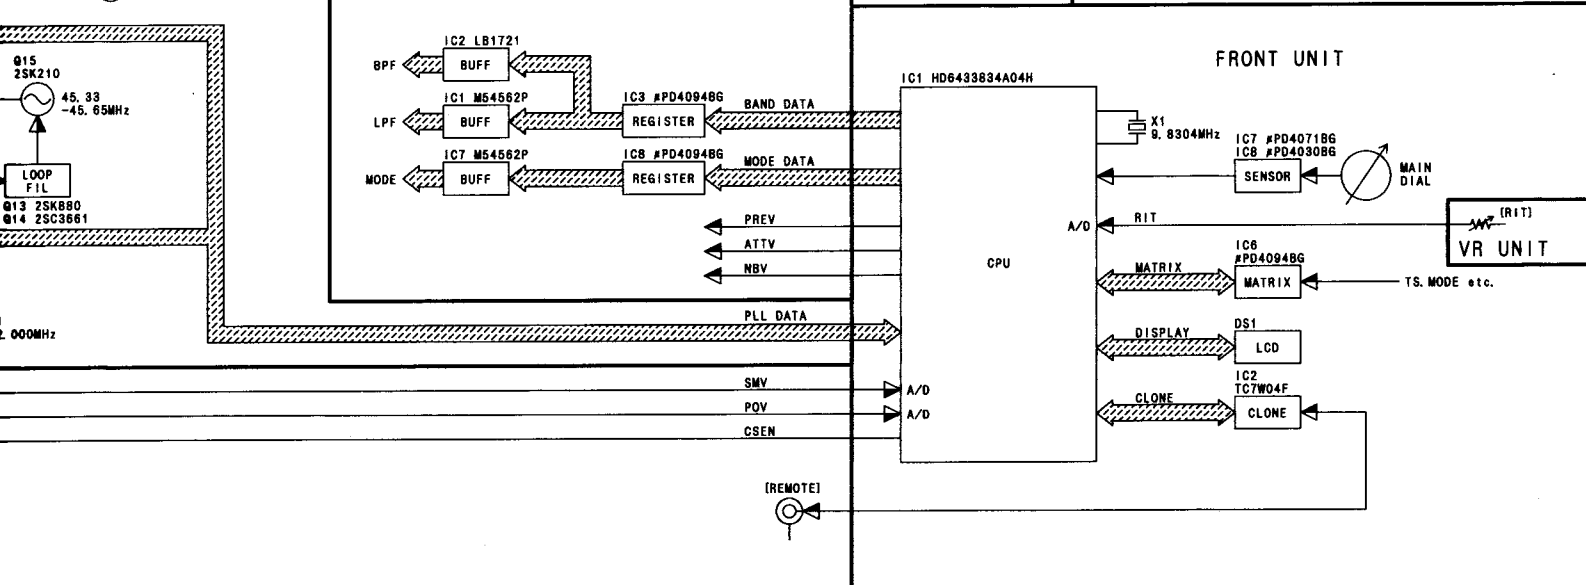 Q15
2SK210
45.33
-45.65MHz
LOOP
FIL
Q13 2SK880
Q14 2SC3661
2.000MHz
IC2 LB1721
BPF
BUFF
IC1 M54562P
LPF
BUFF
IC3 μPD4094BG
REGISTER
BAND DATA
IC7 M54562P
MODE
BUFF
IC8 μPD4094BG
REGISTER
MODE DATA
PREV
ATTV
NBV
PLL DATA
SMV
POV
CSEN
[REMOTE]
FRONT UNIT
IC1 HD6433834A04H
CPU
A/D
A/D
A/D
X1
9.8304MHz
IC7 μPD4071BG
IC8 μPD4030BG
SENSOR
MAIN
DIAL
RIT
[RIT]
VR UNIT
MATRIX
IC6
μPD4094BG
MATRIX
TS.MODE etc.
DISPLAY
DS1
LCD
CLONE
IC2
TC7W04F
CLONE